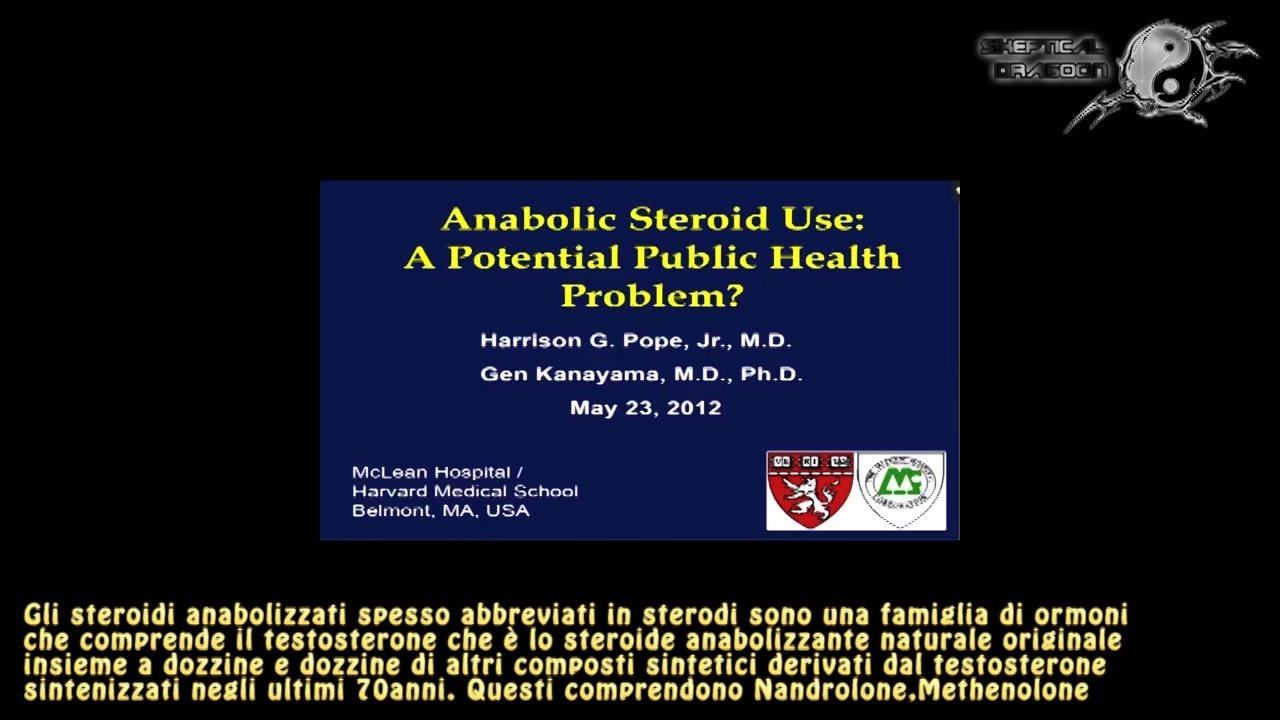 SKEPTICAL
DRAGOON
Anabolic Steroid Use:
A Potential Public Health
Problem?
Harrison G. Pope, Jr., M.D.
Gen Kanayama, M.D., Ph.D.
May 23, 2012
McLean Hospital /
Harvard Medical School
Belmont, MA, USA
VE RI TAS
Gli steroidi anabolizzati spesso abbreviati in sterodi sono una famiglia di ormoni
che comprende il testosterone che è lo steroide anabolizzante naturale originale
insieme a dozzine e dozzine di altri composti sintetici derivati dal testosterone
sintenizzati negli ultimi 70anni. Questi comprendono Nandrolone,Methenolone